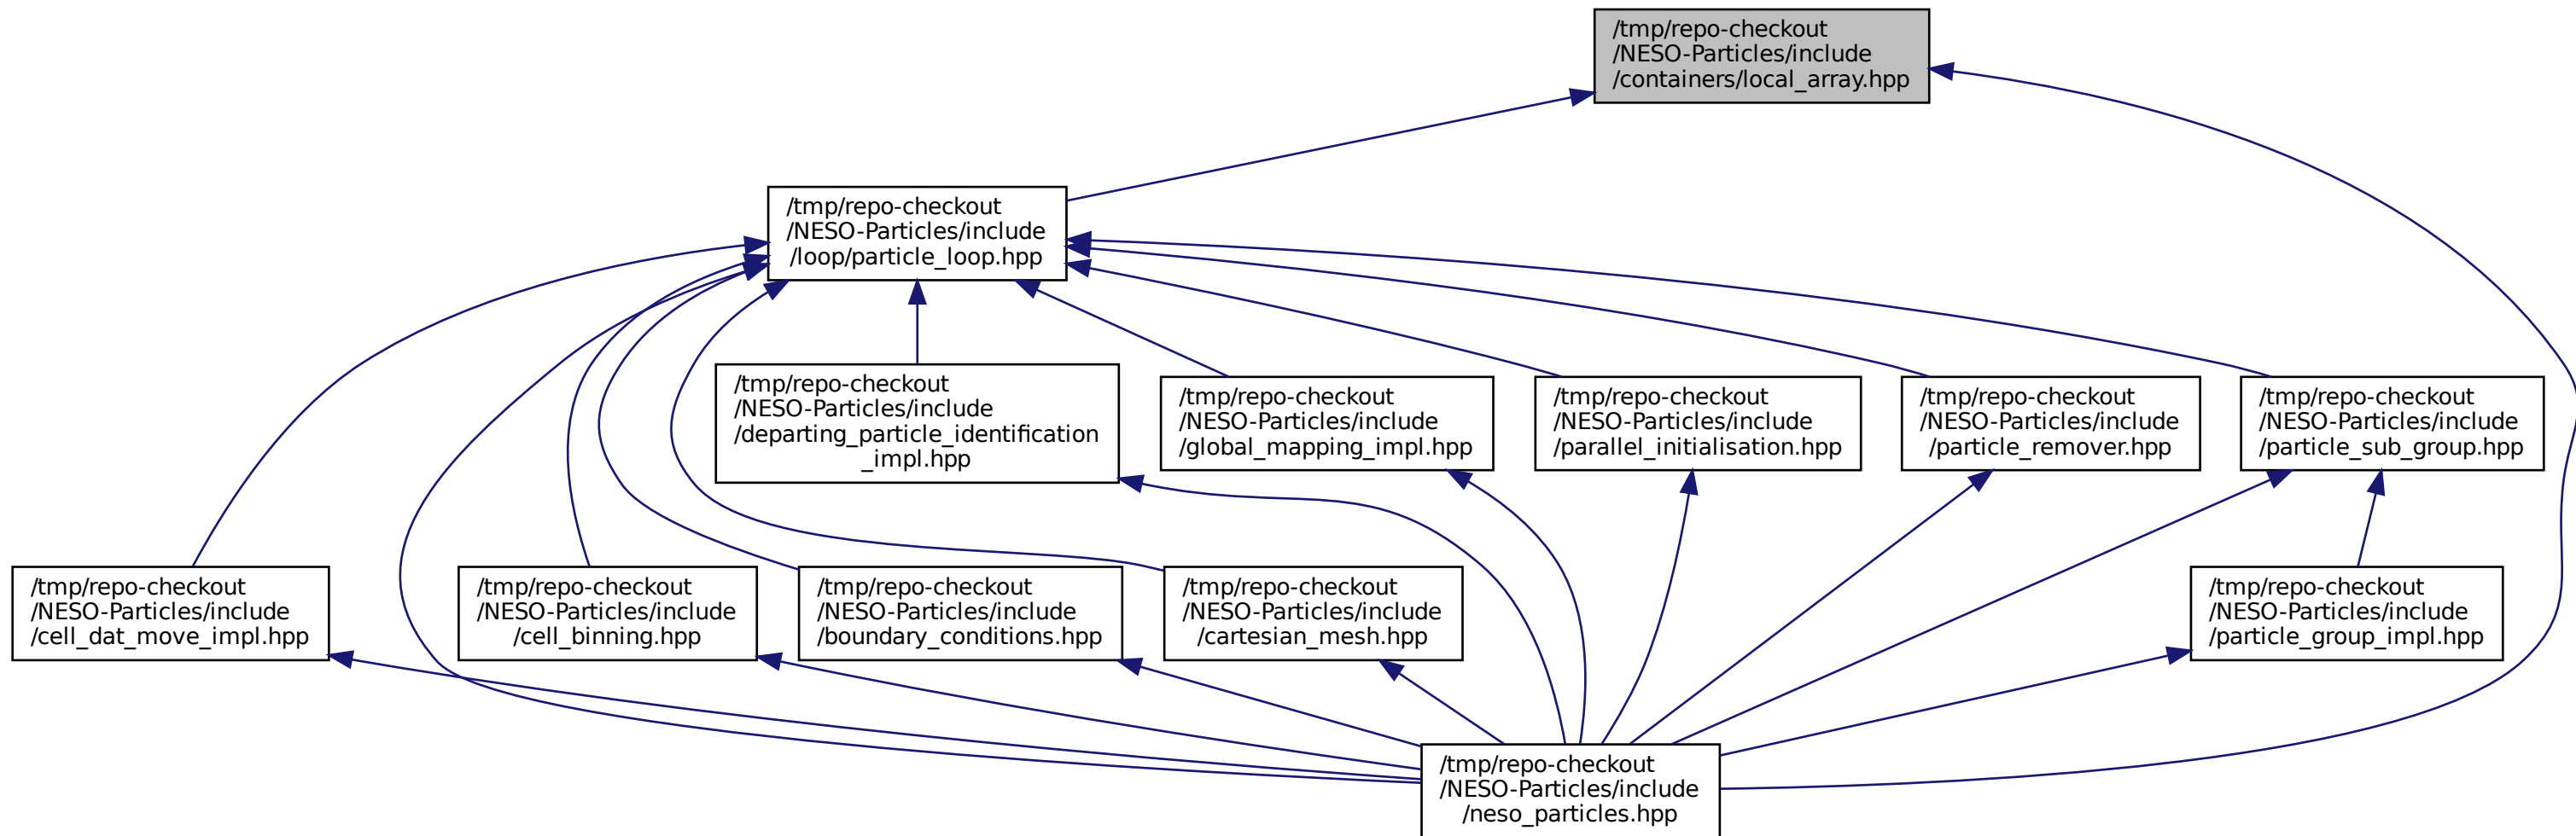 /tmp/repo-checkout
/NESO-Particles/include
/containers/local_array.hpp
/tmp/repo-checkout
/NESO-Particles/include
/loop/particle_loop.hpp
/tmp/repo-checkout
/NESO-Particles/include
/departing_particle_identification
_impl.hpp
/tmp/repo-checkout
/NESO-Particles/include
/global_mapping_impl.hpp
/tmp/repo-checkout
/NESO-Particles/include
/parallel_initialisation.hpp
/tmp/repo-checkout
/NESO-Particles/include
/particle_remover.hpp
/tmp/repo-checkout
/NESO-Particles/include
/particle_sub_group.hpp
/tmp/repo-checkout
/NESO-Particles/include
/cell_dat_move_impl.hpp
/tmp/repo-checkout
/NESO-Particles/include
/cell_binning.hpp
/tmp/repo-checkout
/NESO-Particles/include
/boundary_conditions.hpp
/tmp/repo-checkout
/NESO-Particles/include
/cartesian_mesh.hpp
/tmp/repo-checkout
/NESO-Particles/include
/particle_group_impl.hpp
/tmp/repo-checkout
/NESO-Particles/include
/neso_particles.hpp